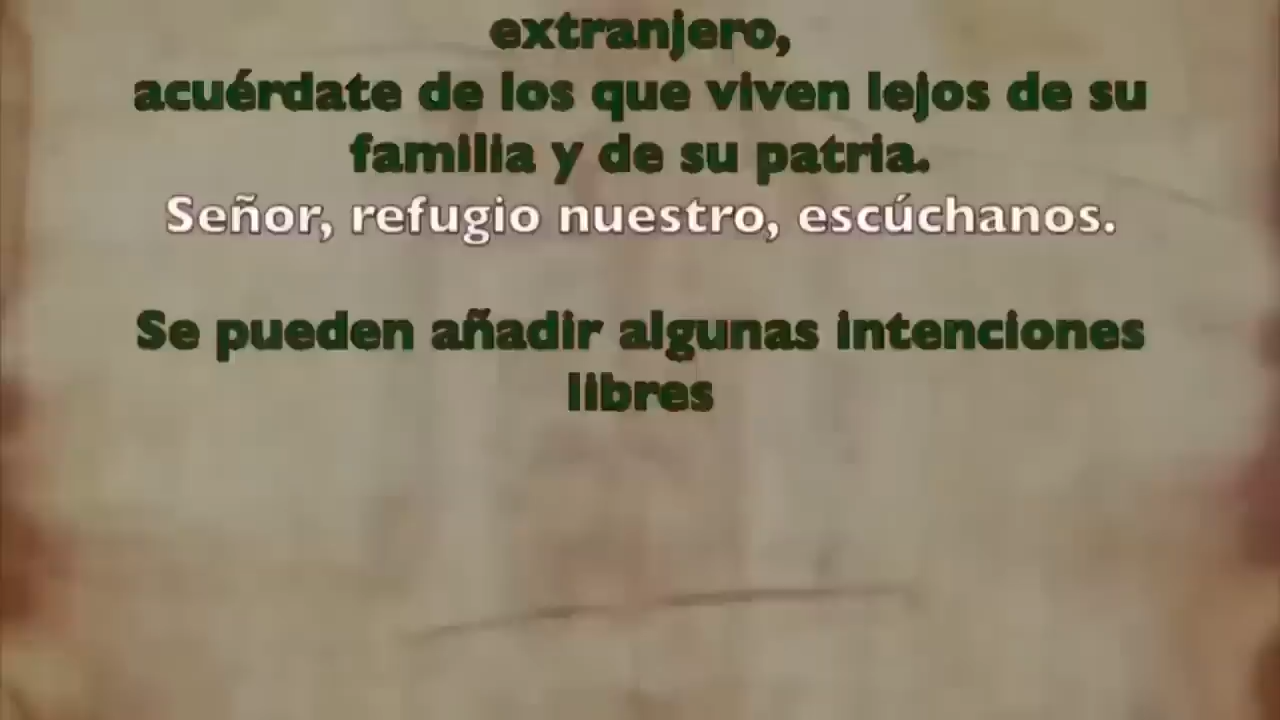 extranjero,
acuérdate de los que viven lejos de su
familia y de su patria.
Señor, refugio nuestro, escúchanos.
Se pueden añadir algunas intenciones
libres